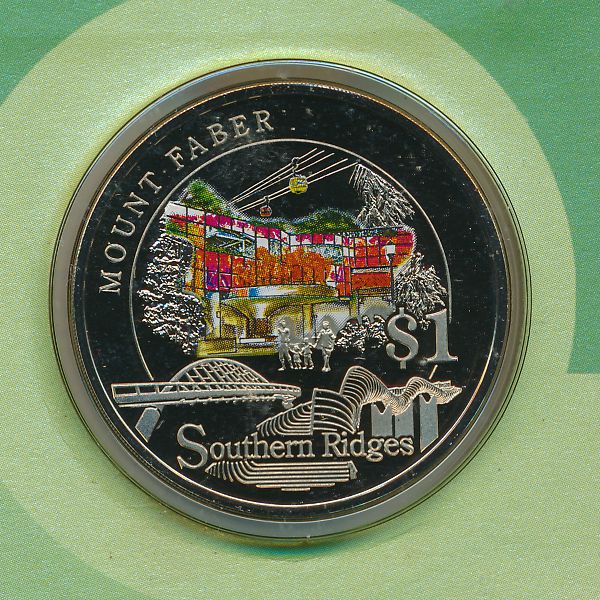 MOUNT FABER
$1
Southern Ridges